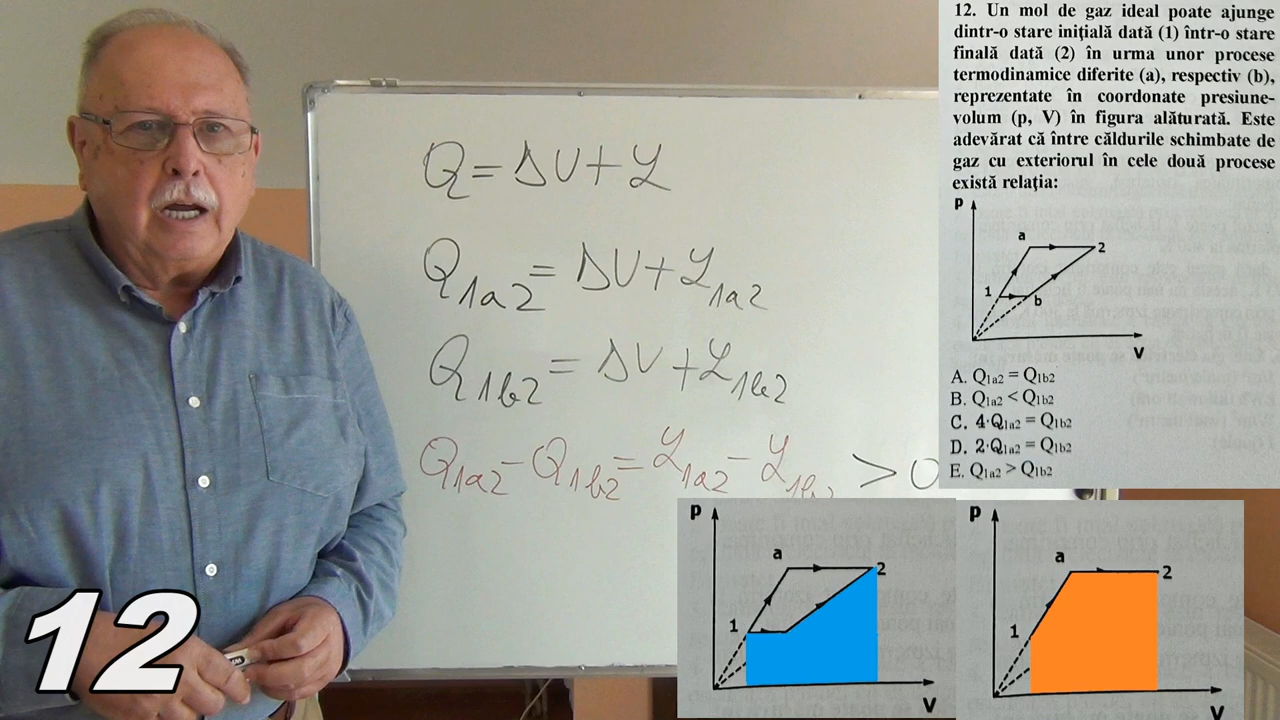 12. Un mol de gaz ideal poate ajunge
dintr-o stare iniţială dată (1) într-o stare
finală dată (2) în urma unor procese
termodinamice diferite (a), respectiv (b),
reprezentate în coordonate presiune-
volum (p, V) în figura alăturată. Este
adevărat că între căldurile schimbate de
gaz cu exteriorul în cele două procese
există relaţia:
p
a
2
1
b
V
A. Q1a2 = Q1b2
B. Q1a2 < Q1b2
C. 4·Q1a2 = Q1b2
D. 2·Q1a2 = Q1b2
E. Q1a2 > Q1b2
Q = ΔU + L
Q1a2 = ΔU + L1a2
Q1b2 = ΔU + L1b2
Q1a2 - Q1b2 = L1a2 - L1b2 > 0
p
a
2
1
V
p
a
2
1
V
12